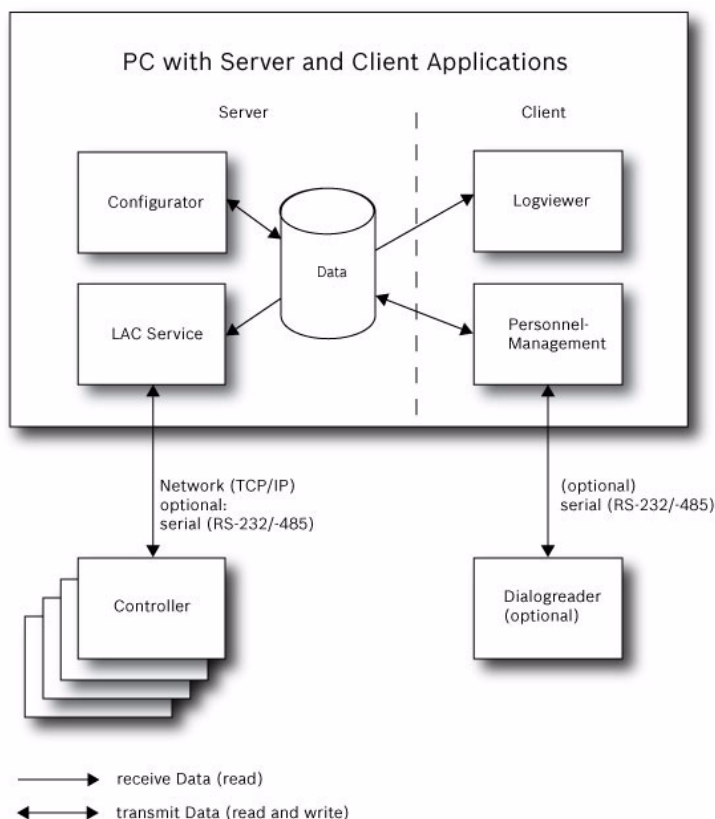 PC with Server and Client Applications
Server
Client
Configurator
Logviewer
Data
LAC Service
Personnel-
Management
Network (TCP/IP)
optional:
serial (RS-232/-485)
(optional)
serial (RS-232/-485)
Controller
Dialogreader
(optional)
receive Data (read)
transmit Data (read and write)